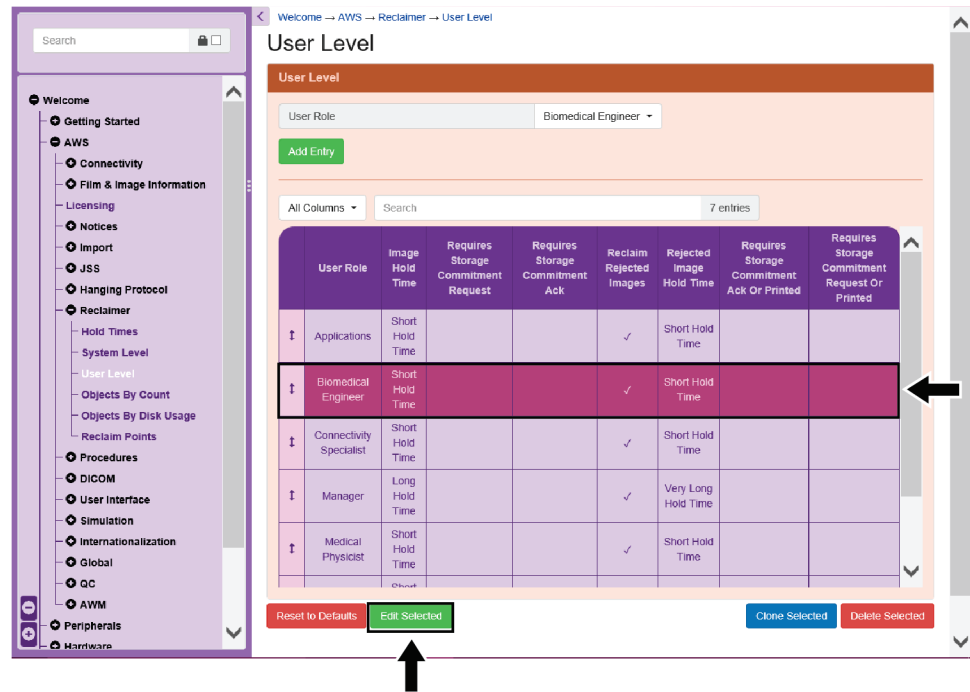 Search
Welcome
Getting Started
AWS
Connectivity
Film & Image Information
Licensing
Notices
Import
JSS
Hanging Protocol
Reclaimer
Hold Times
System Level
User Level
Objects By Count
Objects By Disk Usage
Reclaim Points
Procedures
DICOM
User Interface
Simulation
Internationalization
Global
QC
AWM
Peripherals
Hardware
Welcome → AWS → Reclaimer → User Level
User Level
User Level
User Role Biomedical Engineer
Add Entry
All Columns Search 7 entries
User Role
Image
Hold
Time
Requires
Storage
Commitment
Request
Requires
Storage
Commitment
Ack
Reclaim
Rejected
Images
Rejected
Image
Hold Time
Requires
Storage
Commitment
Ack Or Printed
Requires
Storage
Commitment
Request Or
Printed
Applications
Short
Hold
Time
✓
Short Hold
Time
Biomedical
Engineer
Short
Hold
Time
✓
Short Hold
Time
Connectivity
Specialist
Short
Hold
Time
✓
Short Hold
Time
Manager
Long
Hold
Time
✓
Very Long
Hold Time
Medical
Physicist
Short
Hold
Time
✓
Short Hold
Time
Short
Reset to Defaults Edit Selected Clone Selected Delete Selected